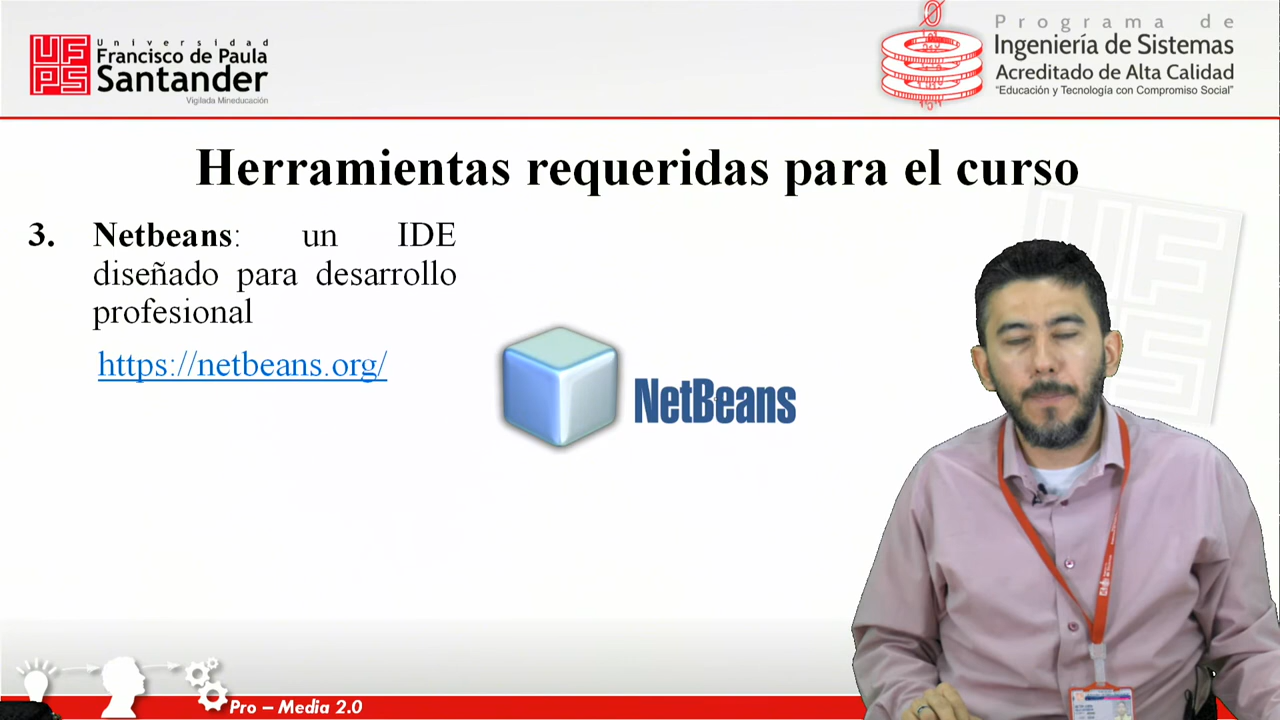 UFPS
Universidad
Francisco de Paula
Santander
Vigilada Mineducación
Programa de
Ingeniería de Sistemas
Acreditado de Alta Calidad
"Educación y Tecnología con Compromiso Social"
Herramientas requeridas para el curso
3. Netbeans: un IDE
diseñado para desarrollo
profesional
https://netbeans.org/
NetBeans
Pro – Media 2.0